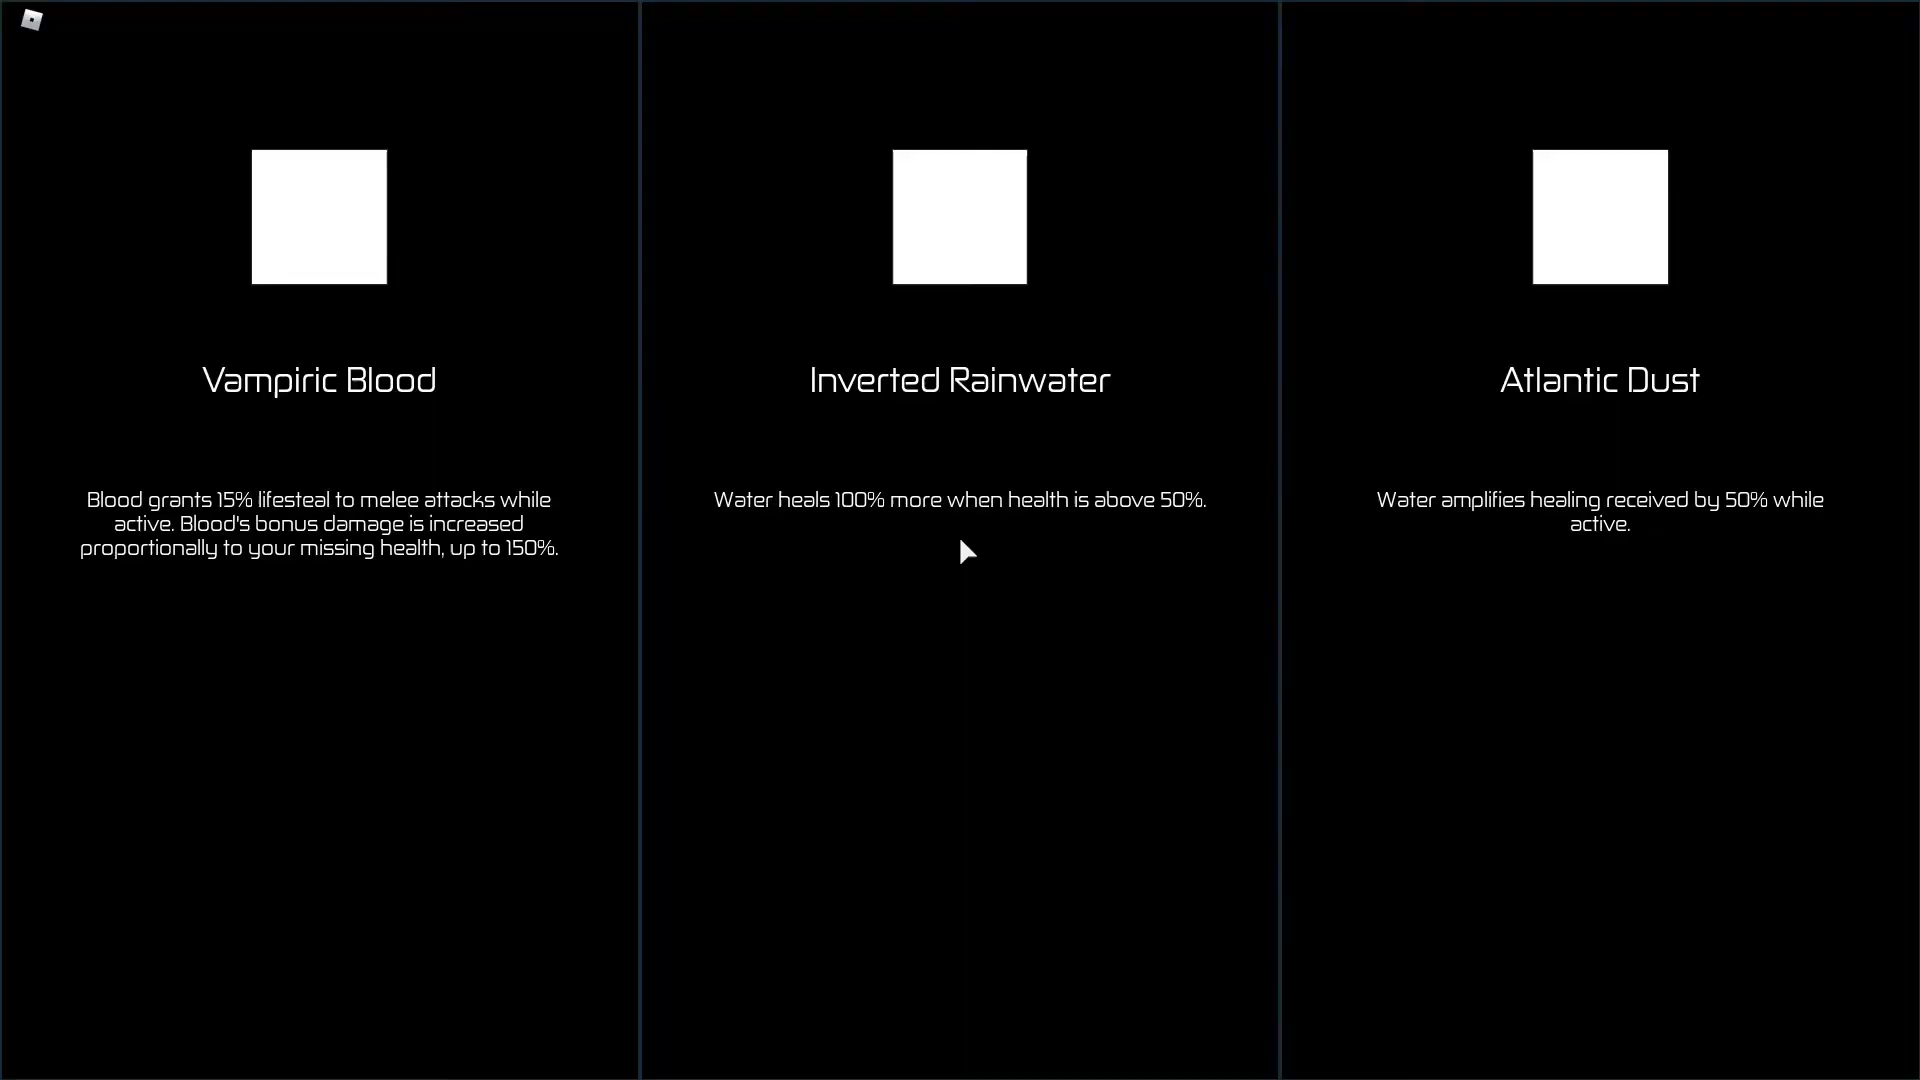 Vampiric Blood
Blood grants 15% lifesteal to melee attacks while
active. Blood's bonus damage is increased
proportionally to your missing health, up to 150%.
Inverted Rainwater
Water heals 100% more when health is above 50%.
Atlantic Dust
Water amplifies healing received by 50% while
active.